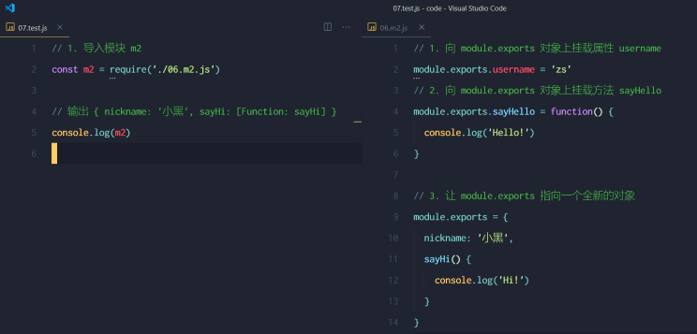 07.test.js - code - Visual Studio Code
JS 07.test.js ×
1 // 1. 导入模块 m2
2 const m2 = require('./06.m2.js')
3
4 // 输出 { nickname: '小黑', sayHi: [Function: sayHi] }
5 console.log(m2)
6
JS 06.m2.js ×
1 // 1. 向 module.exports 对象上挂载属性 username
2 module.exports.username = 'zs'
3 // 2. 向 module.exports 对象上挂载方法 sayHello
4 module.exports.sayHello = function() {
5 console.log('Hello!')
6 }
7
8 // 3. 让 module.exports 指向一个全新的对象
9 module.exports = {
10 nickname: '小黑',
11 sayHi() {
12 console.log('Hi!')
13 }
14 }